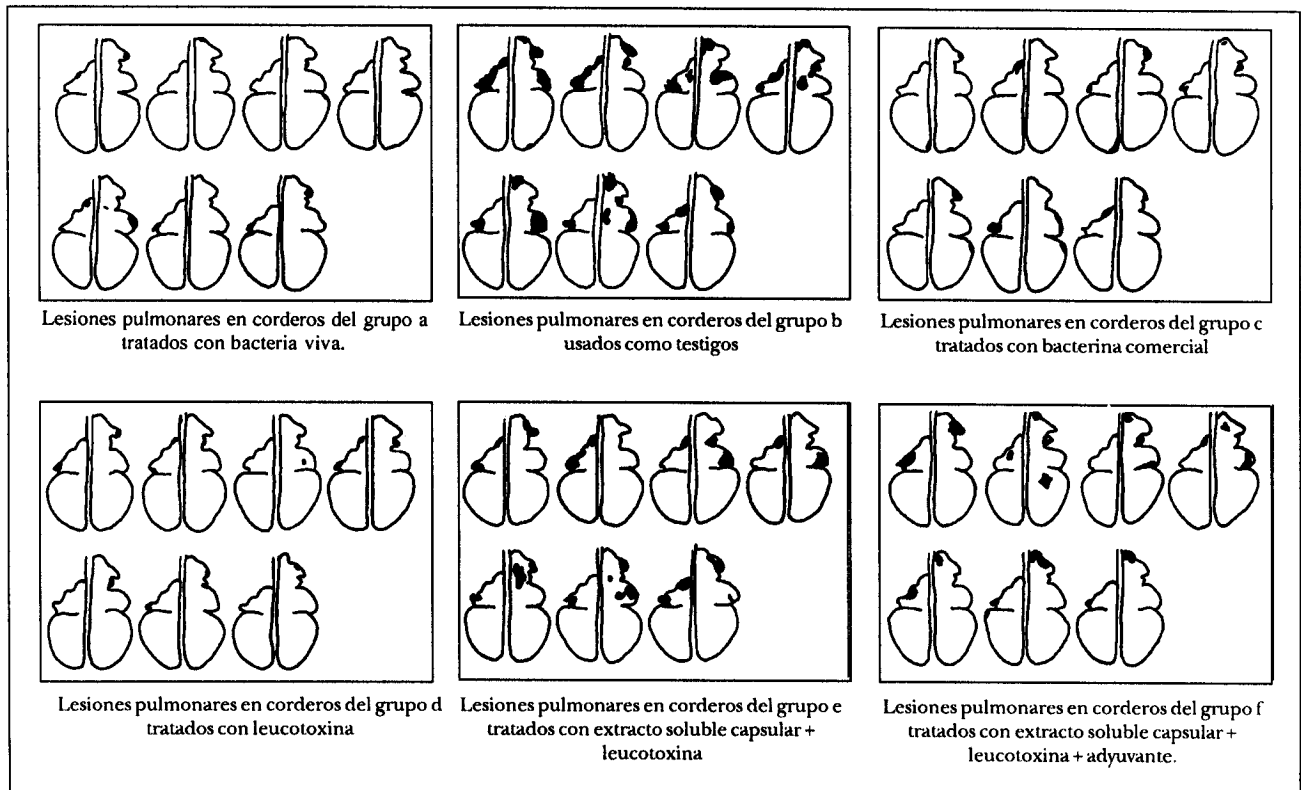 Lesiones pulmonares en corderos del grupo a
tratados con bacteria viva.
Lesiones pulmonares en corderos del grupo b
usados como testigos
Lesiones pulmonares en corderos del grupo c
tratados con bacterina comercial
Lesiones pulmonares en corderos del grupo d
tratados con leucotoxina
Lesiones pulmonares en corderos del grupo e
tratados con extracto soluble capsular +
leucotoxina
Lesiones pulmonares en corderos del grupo f
tratados con extracto soluble capsular +
leucotoxina + adyuvante.